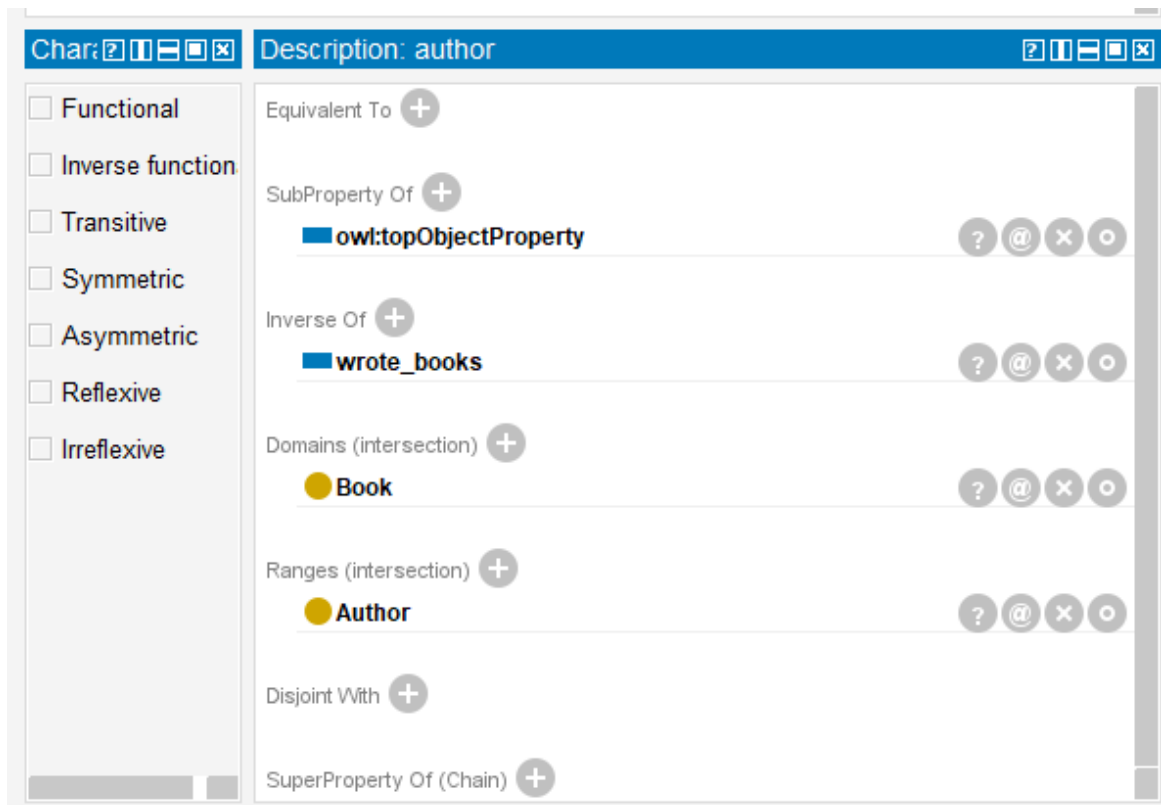 Chara
Functional
Inverse function
Transitive
Symmetric
Asymmetric
Reflexive
Irreflexive
Description: author
Equivalent To
SubProperty Of
owl:topObjectProperty
Inverse Of
wrote_books
Domains (intersection)
Book
Ranges (intersection)
Author
Disjoint With
SuperProperty Of (Chain)